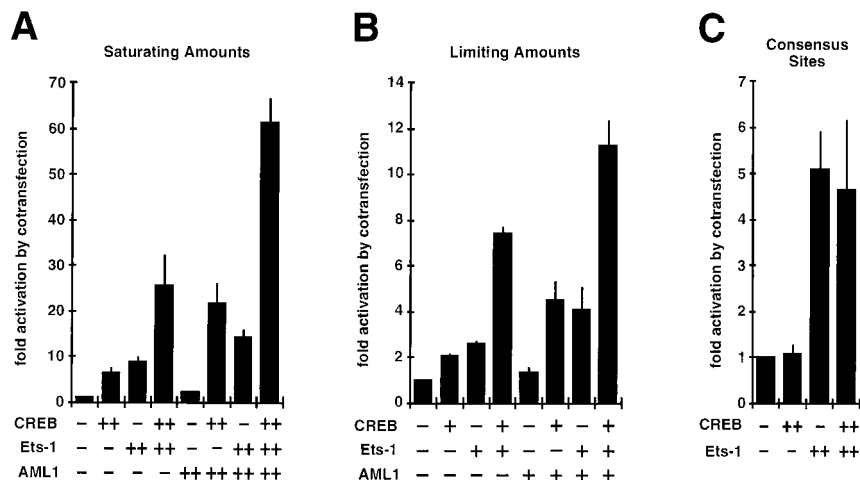 A
Saturating Amounts
fold activation by cotransfection
70
60
50
40
30
20
10
0
CREB – ++ – ++ – ++ – ++
Ets-1 – – ++ ++ – – ++ ++
AML1 – – – – ++ ++ ++ ++
B
Limiting Amounts
fold activation by cotransfection
14
12
10
8
6
4
2
0
CREB – + – + – + – +
Ets-1 – – + + – – + +
AML1 – – – – + + + +
C
Consensus
Sites
fold activation by cotransfection
7
6
5
4
3
2
1
0
CREB – ++ – ++
Ets-1 – – ++ ++